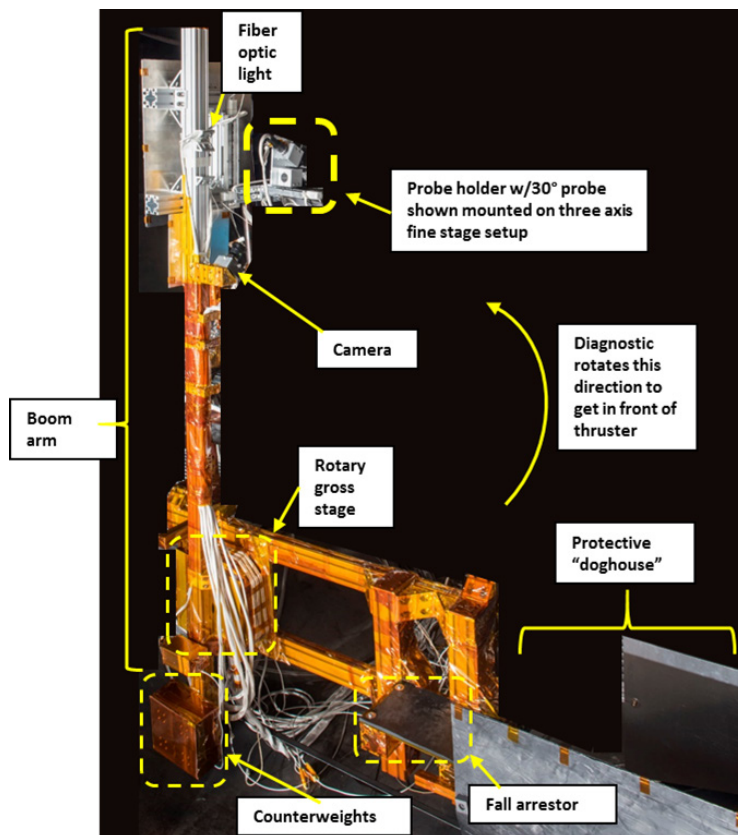 Fiber
optic
light
Probe holder w/30° probe
shown mounted on three axis
fine stage setup
Camera
Diagnostic
rotates this
direction to
get in front of
thruster
Boom
arm
Rotary
gross
stage
Protective
“doghouse”
Counterweights
Fall arrestor